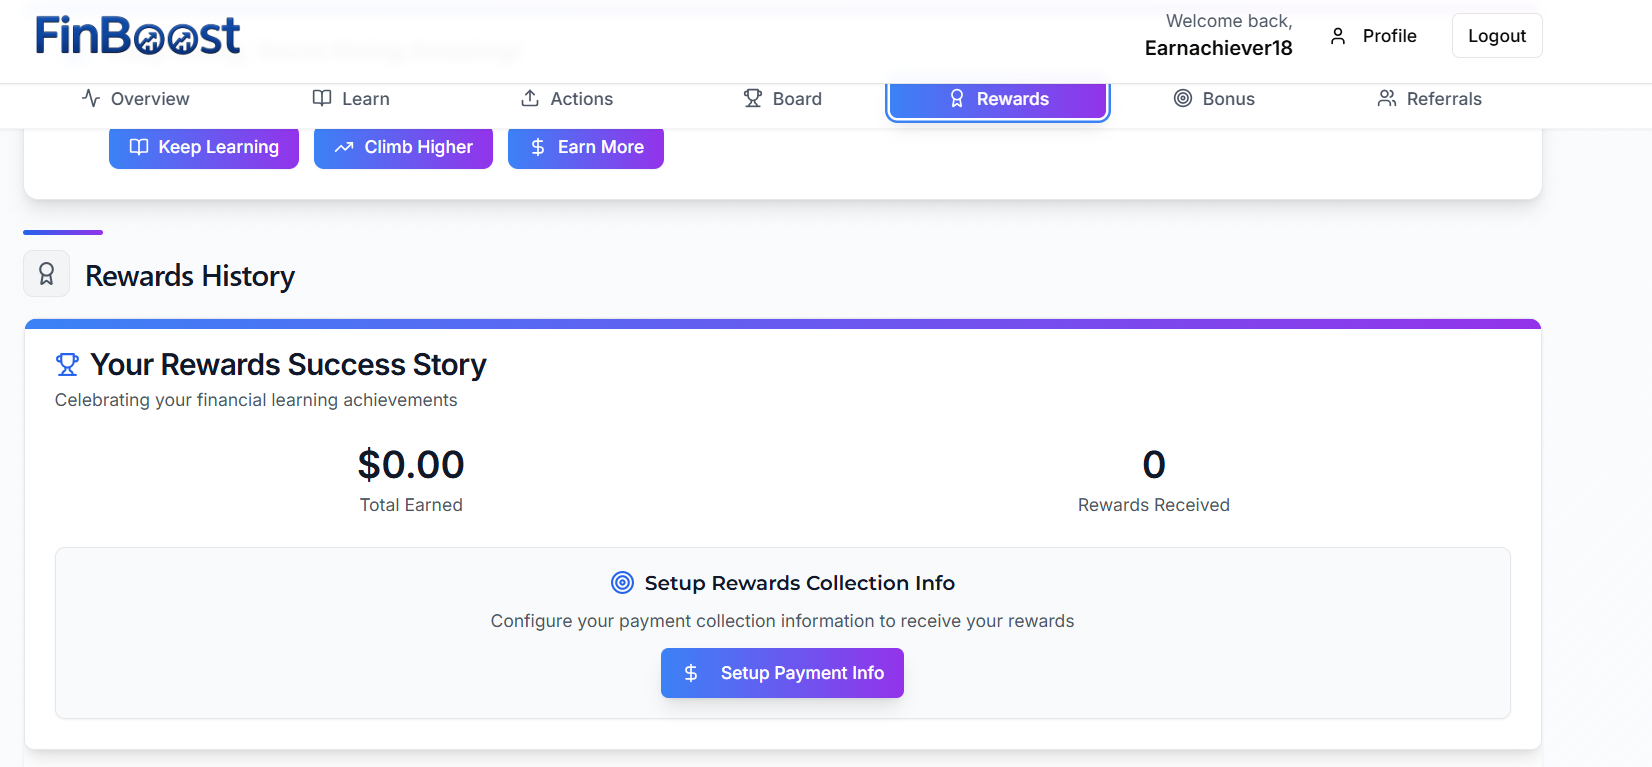 FinBoost
Welcome back,
Earnachiever18
Profile
Logout
Overview
Learn
Actions
Board
Rewards
Bonus
Referrals
Keep Learning
Climb Higher
Earn More
Rewards History
Your Rewards Success Story
Celebrating your financial learning achievements
$0.00
Total Earned
0
Rewards Received
Setup Rewards Collection Info
Configure your payment collection information to receive your rewards
Setup Payment Info